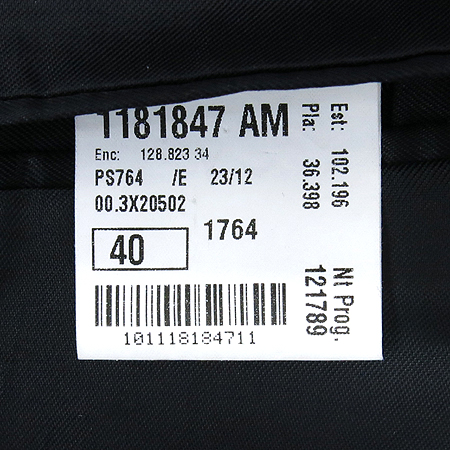 1181847 AM
Enc: 128.823 34
PS764 /E 23/12
00.3X20502
40
1764
101118184711
Est: 102.196
Pla: 36.398
Nt Prog.
121789